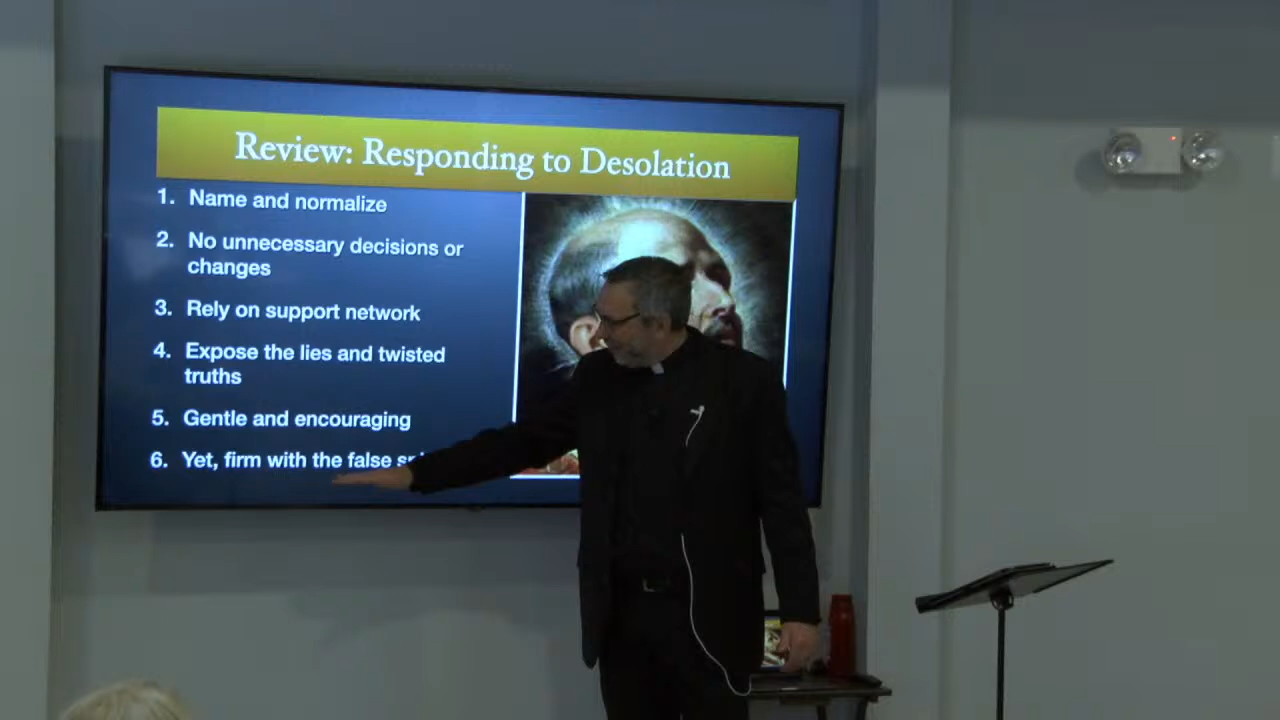 Review: Responding to Desolation
1. Name and normalize
2. No unnecessary decisions or
changes
3. Rely on support network
4. Expose the lies and twisted
truths
5. Gentle and encouraging
6. Yet, firm with the false